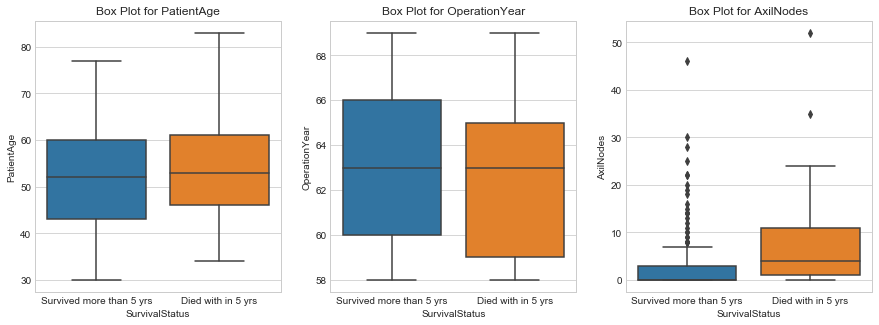 Box Plot for PatientAge
PatientAge
80
70
60
50
40
30
Survived more than 5 yrs
Died with in 5 yrs
SurvivalStatus
Box Plot for OperationYear
OperationYear
68
66
64
62
60
58
Survived more than 5 yrs
Died with in 5 yrs
SurvivalStatus
Box Plot for AxilNodes
AxilNodes
50
40
30
20
10
0
Survived more than 5 yrs
Died with in 5 yrs
SurvivalStatus